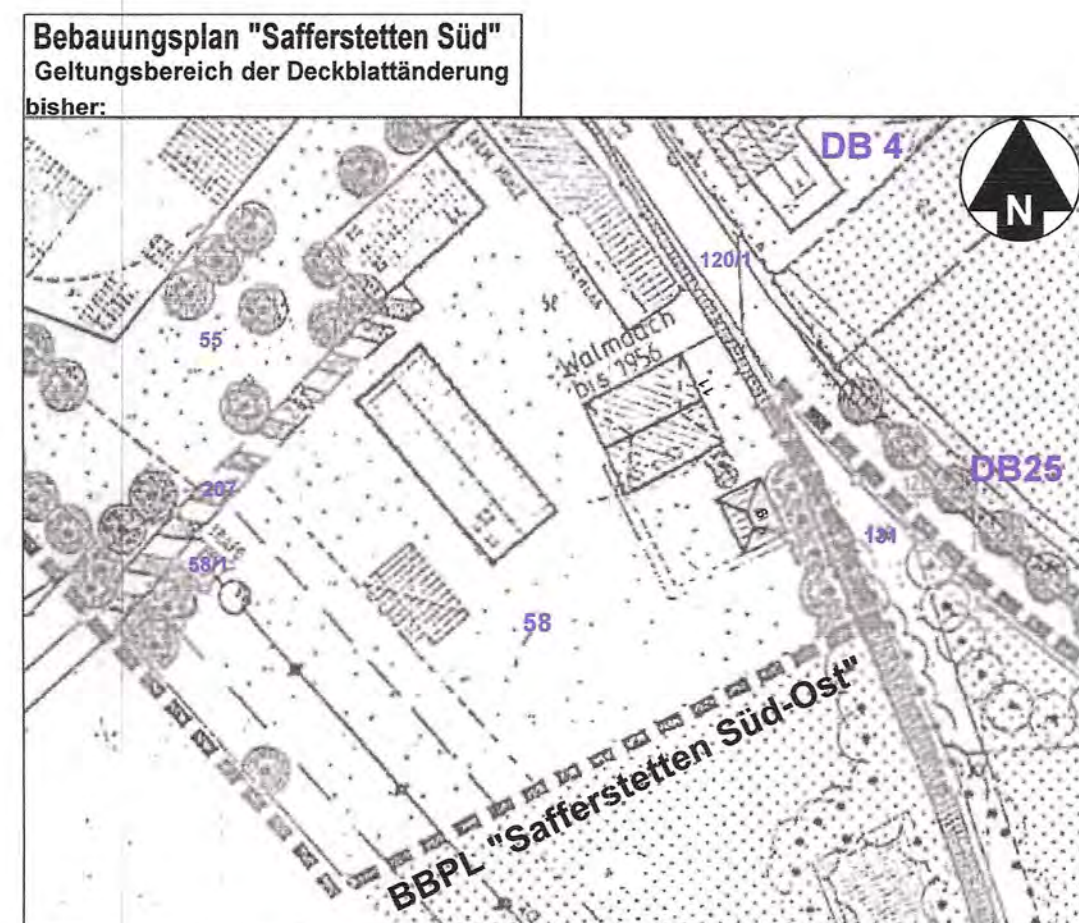 Bebauungsplan "Safferstetten Süd"
Geltungsbereich der Deckblattänderung
bisher:
DB 4
N
120/1
55
Walmdach
bis 1956
11
DB25
207
58/1
131
58
BBPL "Safferstetten Süd-Ost"